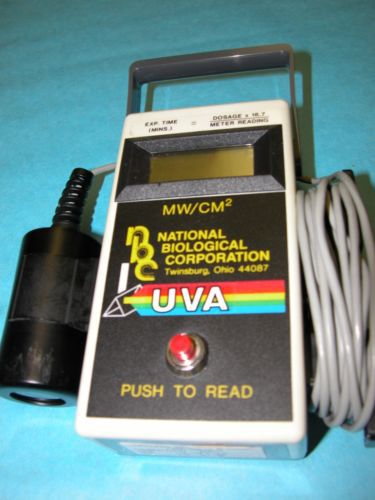 EXP. TIME = DOSAGE x 16.7
(MINS.) METER READING
MW/CM²
nbc NATIONAL
BIOLOGICAL
CORPORATION
Twinsburg, Ohio 44087
UVA
PUSH TO READ